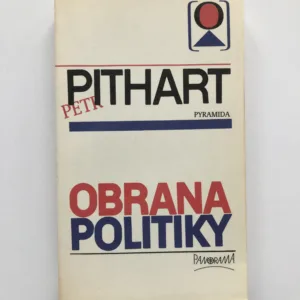 PITHART
PETR
PYRAMIDA
OBRANA
POLITIKY
PANORAMA